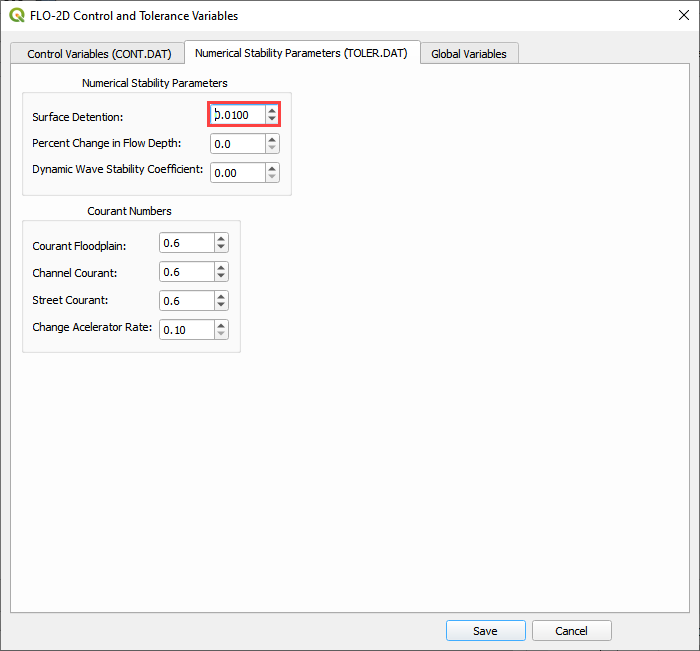 FLO-2D Control and Tolerance Variables
Control Variables (CONT.DAT) Numerical Stability Parameters (TOLER.DAT) Global Variables
Numerical Stability Parameters
Surface Detention: 0.0100
Percent Change in Flow Depth: 0.0
Dynamic Wave Stability Coefficient: 0.00
Courant Numbers
Courant Floodplain: 0.6
Channel Courant: 0.6
Street Courant: 0.6
Change Acelerator Rate: 0.10
Save Cancel